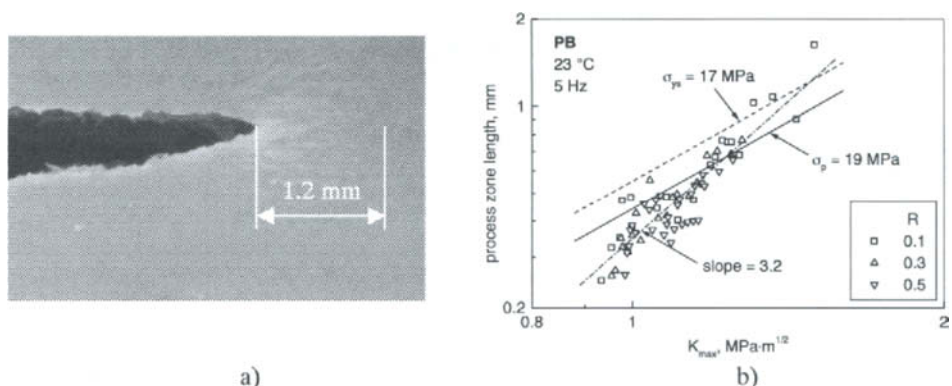 1.2 mm
a)
process zone length, mm
2
1
0.2
PB
23 °C
5 Hz
σys = 17 MPa
σp = 19 MPa
slope = 3.2
R
0.1
0.3
0.5
0.8
1
2
Kmax, MPa·m1/2
b)